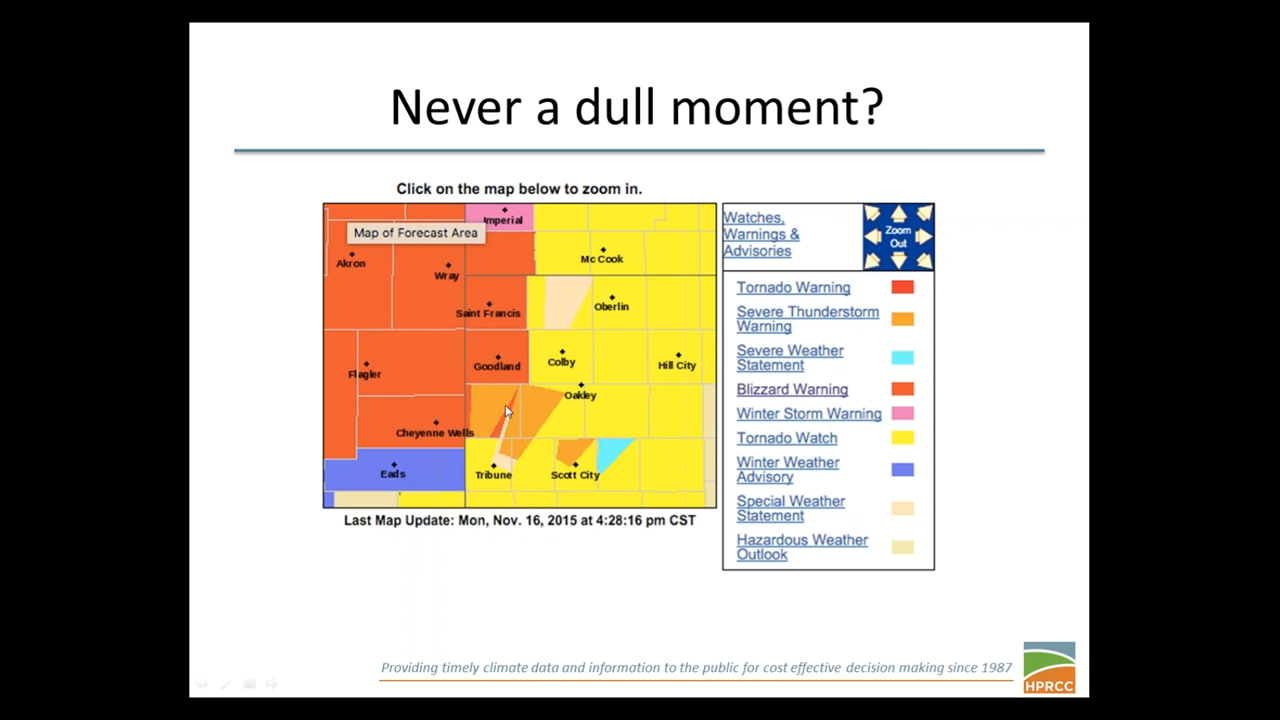 Never a dull moment?
Click on the map below to zoom in.
Imperial
Map of Forecast Area
Akron
Wray
Mc Cook
Saint Francis
Oberlin
Goodland
Colby
Hill City
Flagler
Oakley
Cheyenne Wells
Eads
Tribune
Scott City
Last Map Update: Mon, Nov. 16, 2015 at 4:28:16 pm CST
Watches,
Warnings &
Advisories
Zoom
Out
Tornado Warning
Severe Thunderstorm
Warning
Severe Weather
Statement
Blizzard Warning
Winter Storm Warning
Tornado Watch
Winter Weather
Advisory
Special Weather
Statement
Hazardous Weather
Outlook
Providing timely climate data and information to the public for cost effective decision making since 1987
HPRCC